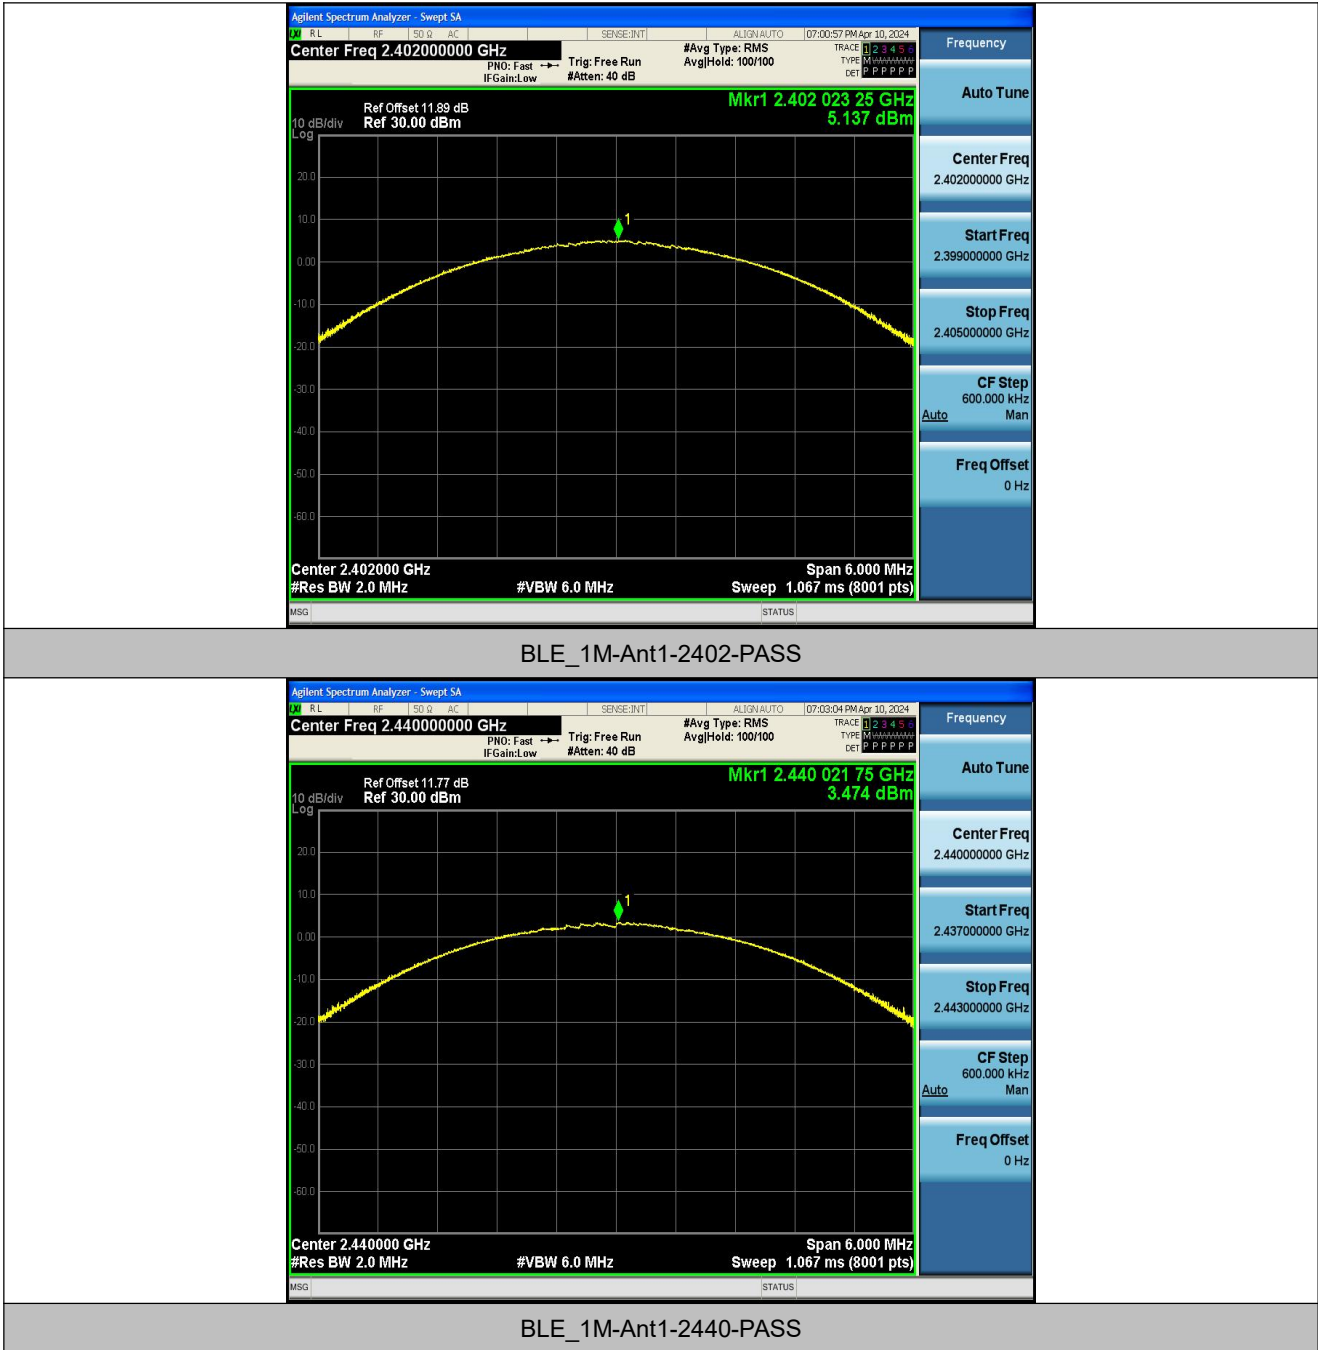 Agilent Spectrum Analyzer - Swept SA
LXI RL RF 50 Ω AC SENSE:INT ALIGN AUTO 07:00:57 PM Apr 10, 2024
Center Freq 2.402000000 GHz
PNO: Fast
IFGain:Low
Trig: Free Run
#Atten: 40 dB
#Avg Type: RMS
Avg|Hold: 100/100
TRACE 1 2 3 4 5 6
TYPE M
DET P P P P P P
Ref Offset 11.89 dB
10 dB/div Ref 30.00 dBm
Log
Mkr1 2.402 023 25 GHz
5.137 dBm
20.0
10.0
1
0.00
-10.0
-20.0
-30.0
-40.0
-50.0
-60.0
Center 2.402000 GHz Span 6.000 MHz
#Res BW 2.0 MHz #VBW 6.0 MHz Sweep 1.067 ms (8001 pts)
MSG STATUS
Frequency
Auto Tune
Center Freq
2.402000000 GHz
Start Freq
2.399000000 GHz
Stop Freq
2.405000000 GHz
CF Step
600.000 kHz
Auto Man
Freq Offset
0 Hz
BLE_1M-Ant1-2402-PASS
Agilent Spectrum Analyzer - Swept SA
LXI RL RF 50 Ω AC SENSE:INT ALIGN AUTO 07:03:04 PM Apr 10, 2024
Center Freq 2.440000000 GHz
PNO: Fast
IFGain:Low
Trig: Free Run
#Atten: 40 dB
#Avg Type: RMS
Avg|Hold: 100/100
TRACE 1 2 3 4 5 6
TYPE M
DET P P P P P P
Ref Offset 11.77 dB
10 dB/div Ref 30.00 dBm
Log
Mkr1 2.440 021 75 GHz
3.474 dBm
20.0
10.0
1
0.00
-10.0
-20.0
-30.0
-40.0
-50.0
-60.0
Center 2.440000 GHz Span 6.000 MHz
#Res BW 2.0 MHz #VBW 6.0 MHz Sweep 1.067 ms (8001 pts)
MSG STATUS
Frequency
Auto Tune
Center Freq
2.440000000 GHz
Start Freq
2.437000000 GHz
Stop Freq
2.443000000 GHz
CF Step
600.000 kHz
Auto Man
Freq Offset
0 Hz
BLE_1M-Ant1-2440-PASS